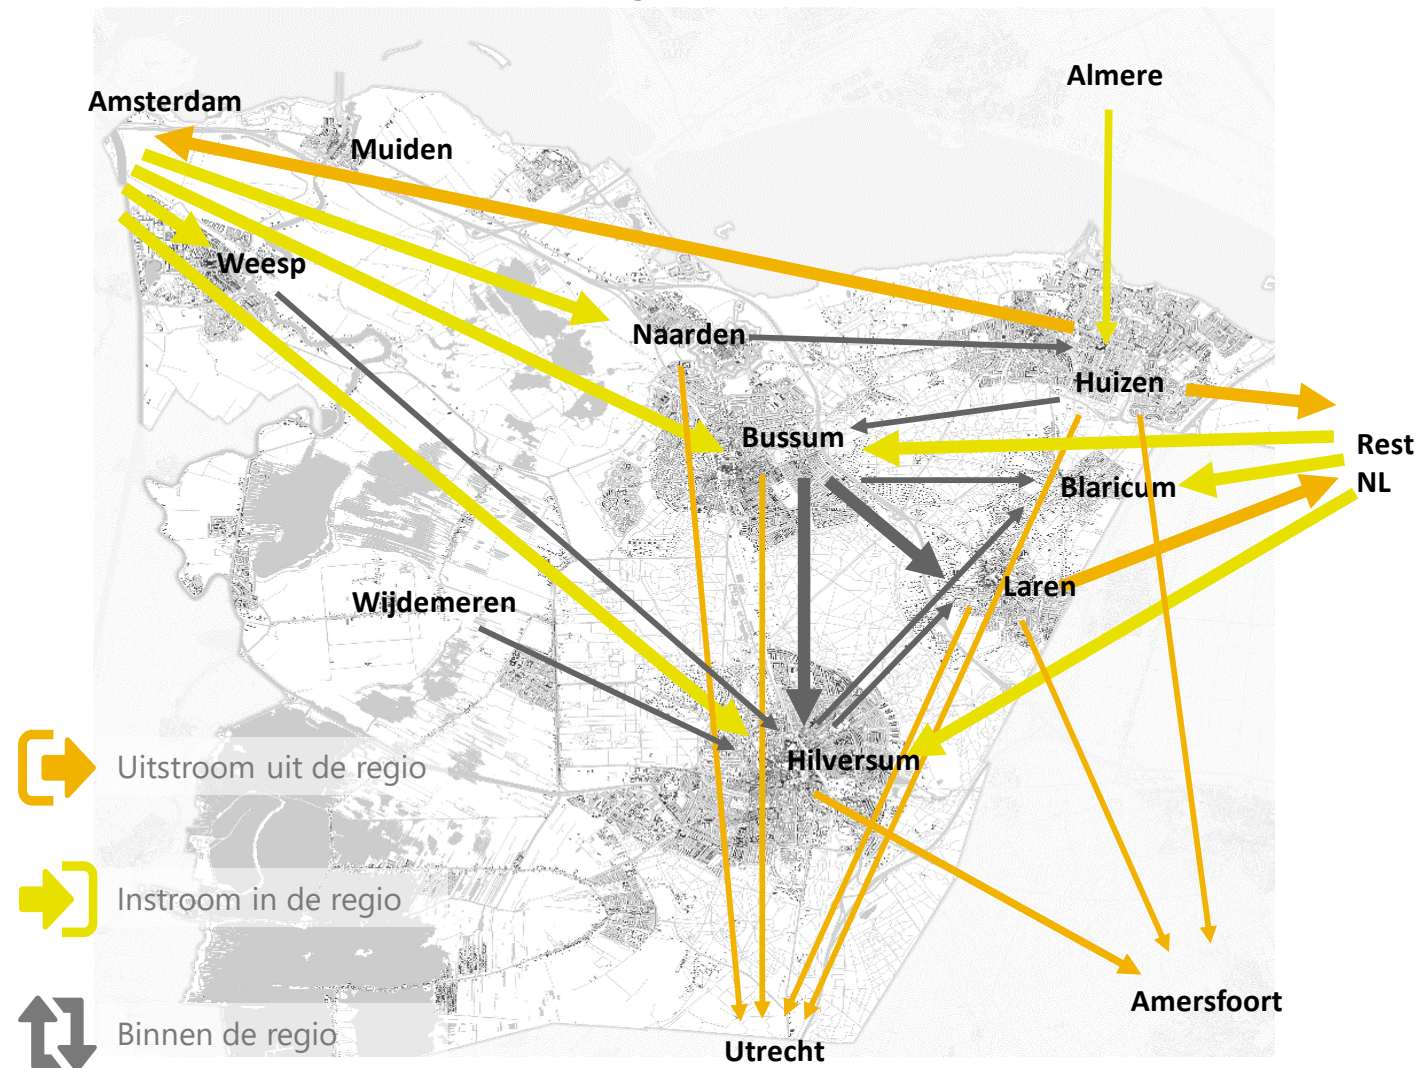 Almere
Amsterdam
Muiden
Weesp
Naarden
Huizen
Bussum
Rest
NL
Blaricum
Laren
Wijdemeren
Hilversum
Uitstroom uit de regio
Instroom in de regio
Amersfoort
Binnen de regio
Utrecht